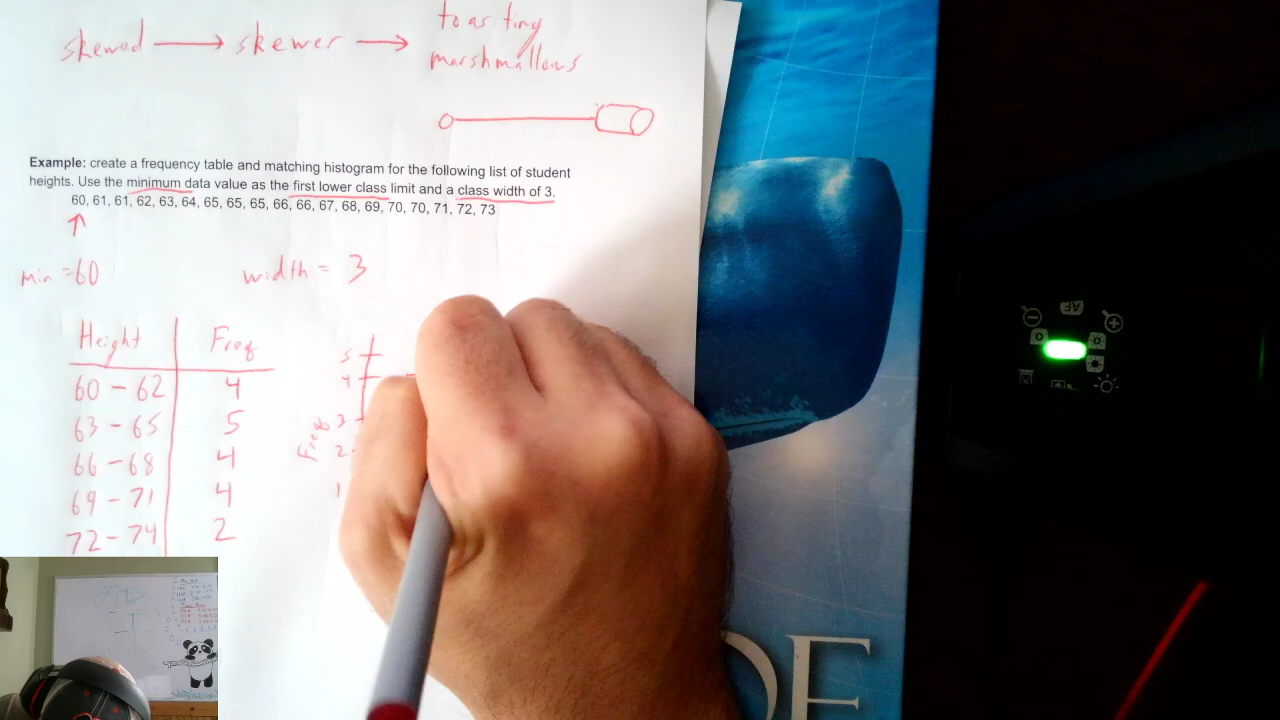 skewed → skewer → toasting
marshmallows
Example: create a frequency table and matching histogram for the following list of student
heights. Use the minimum data value as the first lower class limit and a class width of 3.
60, 61, 61, 62, 63, 64, 65, 65, 65, 66, 66, 67, 68, 69, 70, 70, 71, 72, 73
Min = 60 width = 3
Height Freq
60 - 62 4
63 - 65 5
66 - 68 4
69 - 71 4
72 - 74 2
5
4
3
Freq
2
1
DE
AF